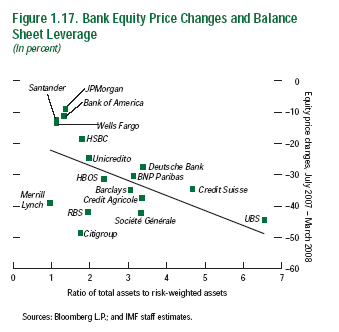 Figure 1.17. Bank Equity Price Changes and Balance
Sheet Leverage
(In percent)
Santander
JPMorgan
Bank of America
Wells Fargo
HSBC
Unicredito
Deutsche Bank
HBOS
BNP Paribas
Merrill
Lynch
Barclays
Credit Suisse
Credit Agricole
RBS
Société Générale
UBS
Citigroup
0
–10
–20
–30
–40
–50
–60
Equity price changes, July 2007 – March 2008
0 1 2 3 4 5 6 7
Ratio of total assets to risk-weighted assets
Sources: Bloomberg L.P.; and IMF staff estimates.